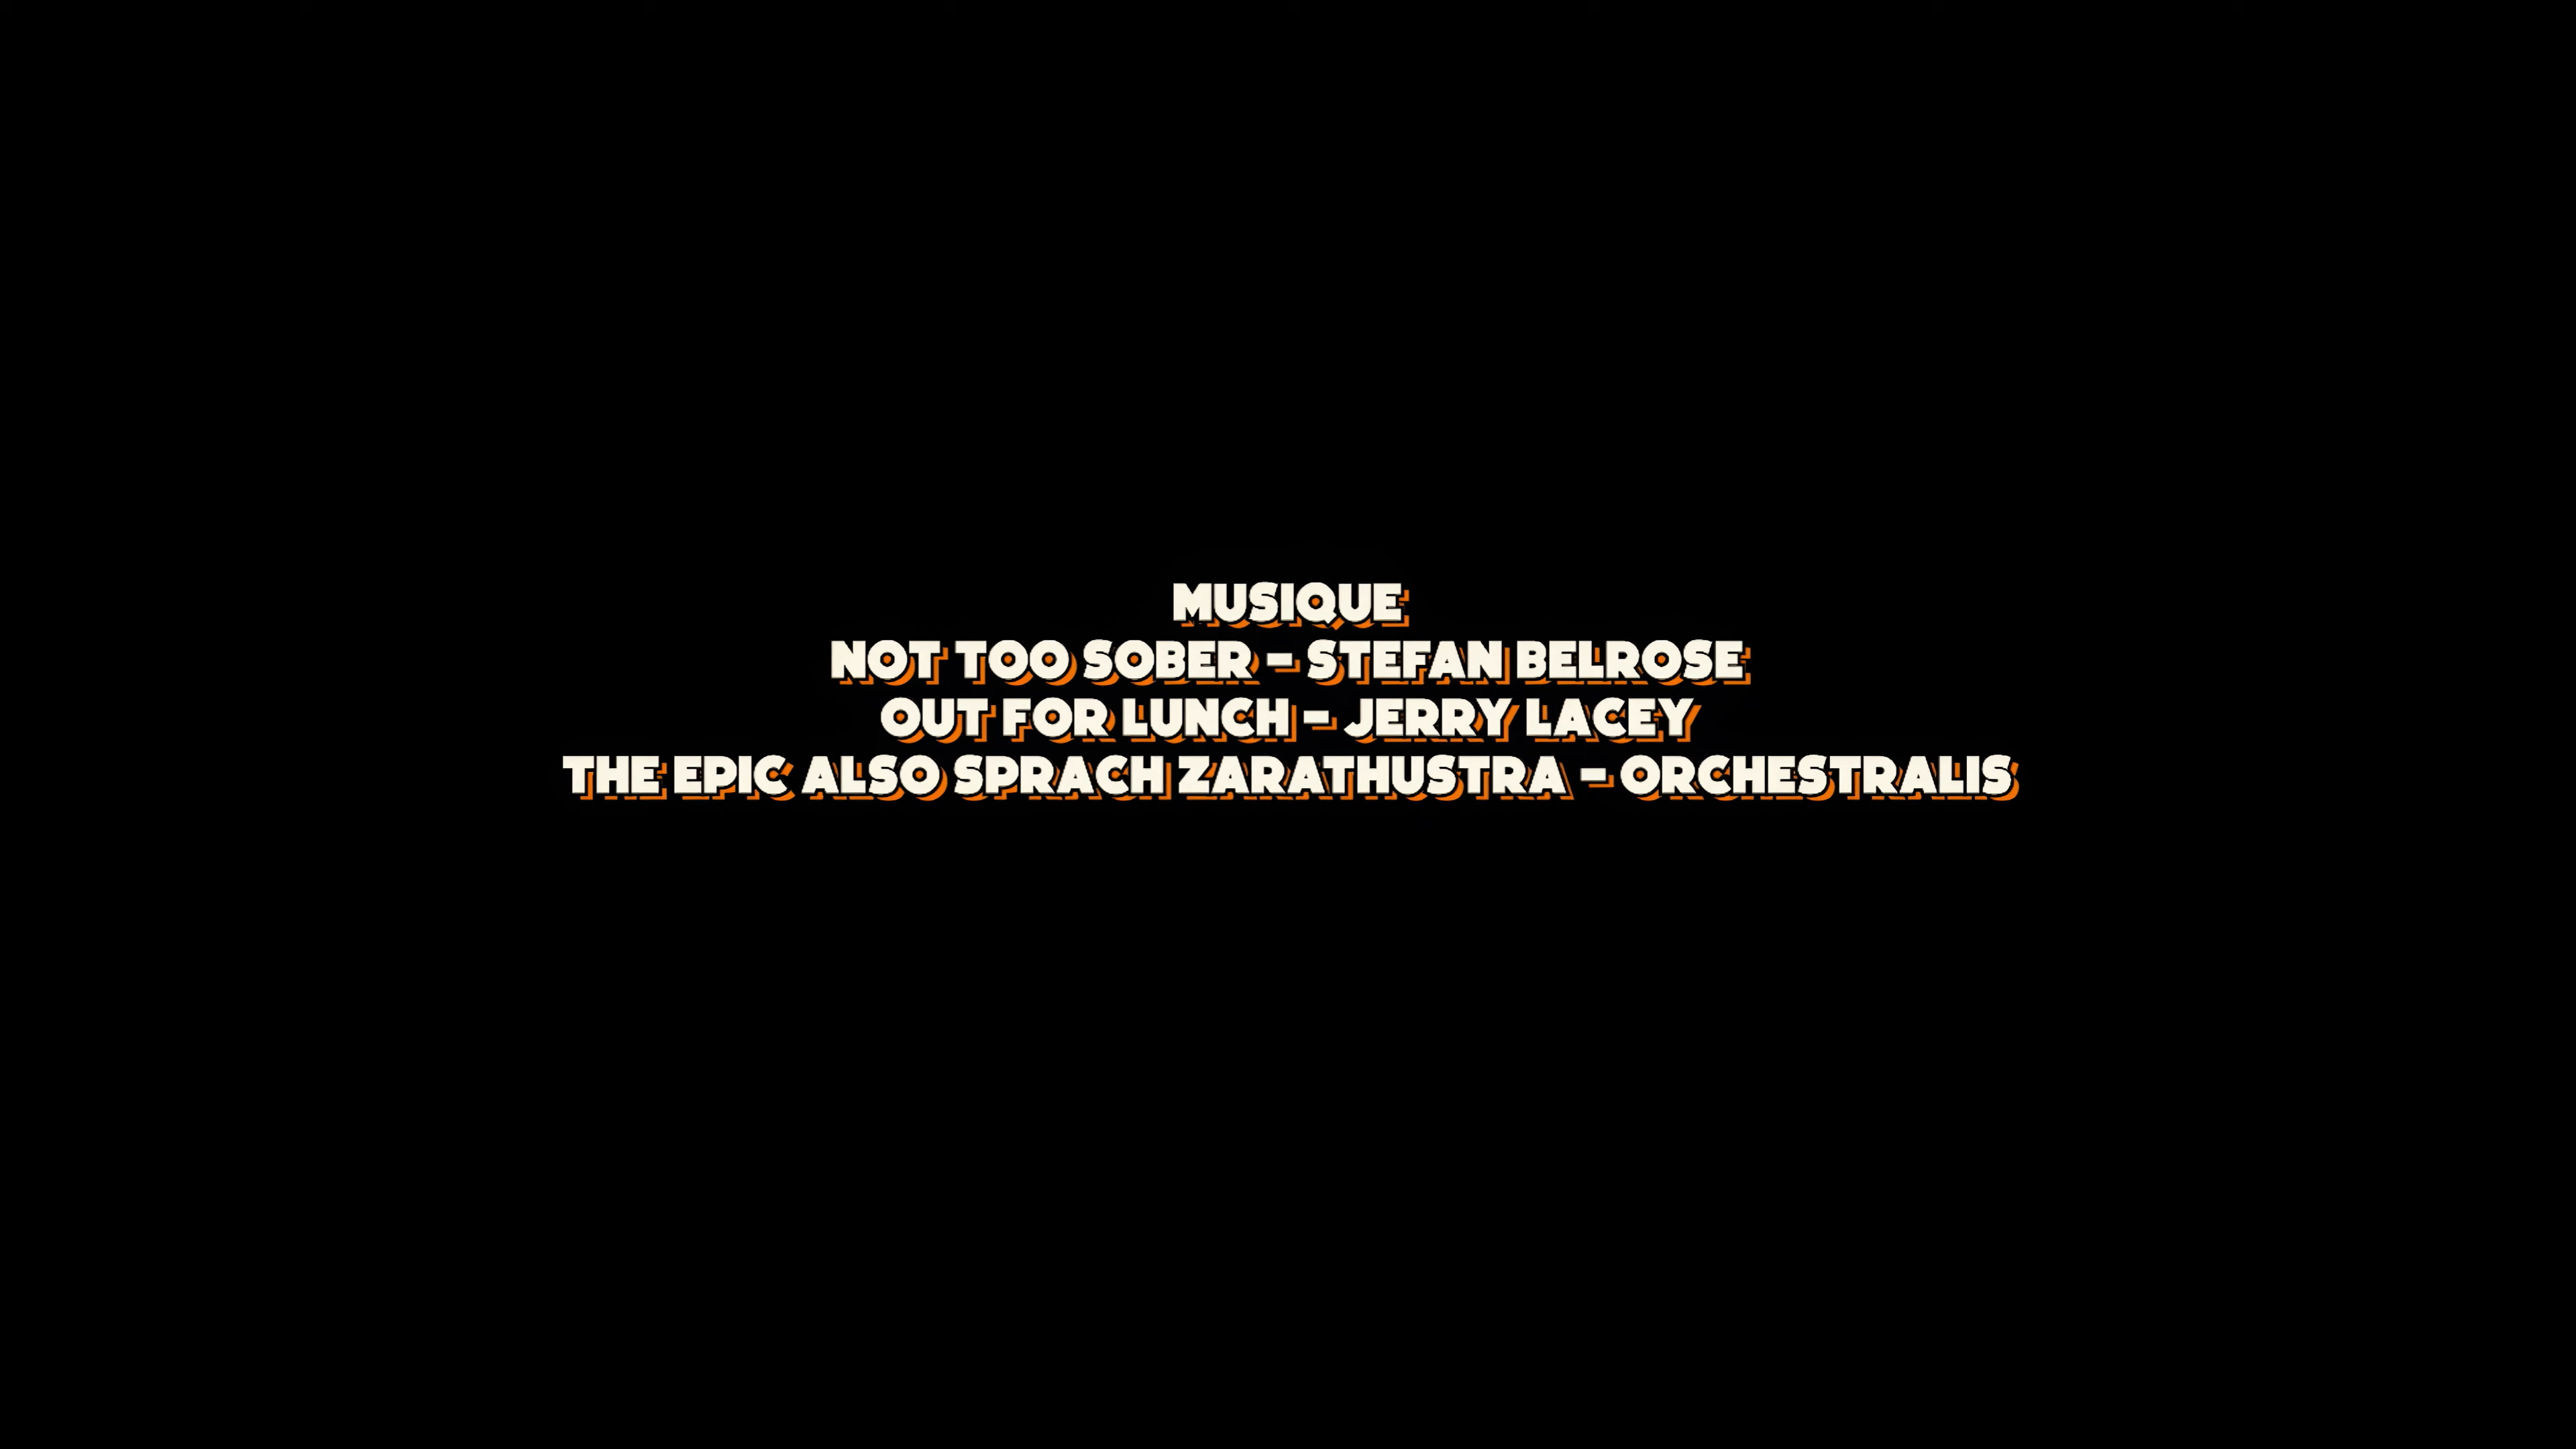 MUSIQUE
NOT TOO SOBER - STEFAN BELROSE
OUT FOR LUNCH - JERRY LACEY
THE EPIC ALSO SPRACH ZARATHUSTRA - ORCHESTRALIS